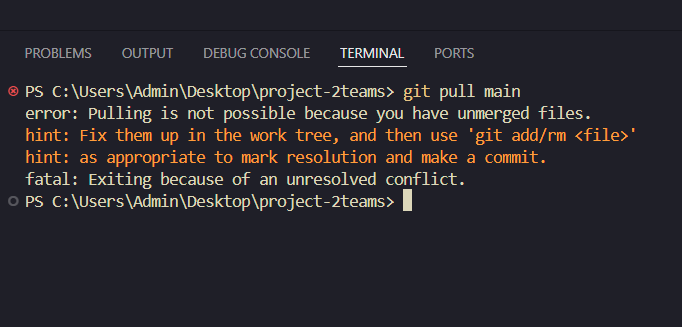 PROBLEMS OUTPUT DEBUG CONSOLE TERMINAL PORTS
PS C:\Users\Admin\Desktop\project-2teams> git pull main
error: Pulling is not possible because you have unmerged files.
hint: Fix them up in the work tree, and then use 'git add/rm <file>'
hint: as appropriate to mark resolution and make a commit.
fatal: Exiting because of an unresolved conflict.
PS C:\Users\Admin\Desktop\project-2teams>